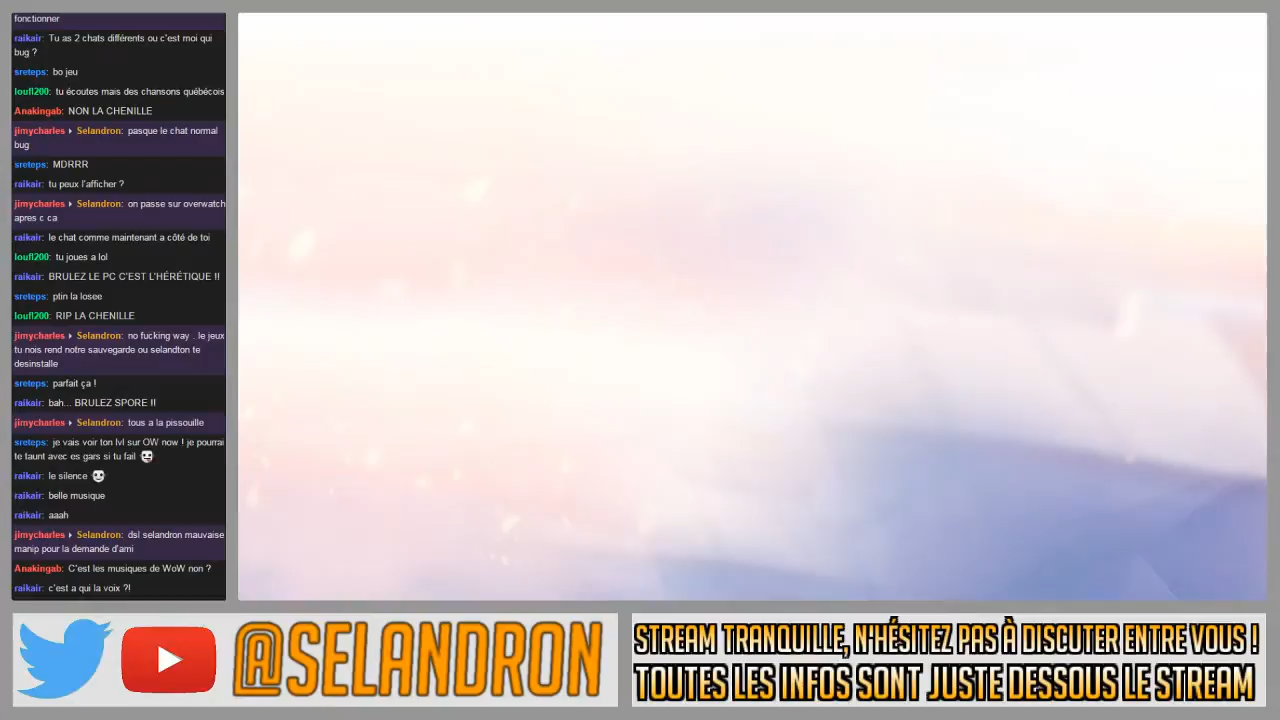 fonctionner
raikair: Tu as 2 chats différents ou c'est moi qui
bug ?
sreteps: bo jeu
loufl200: tu écoutes mais des chansons québécois
Anakingab: NON LA CHENILLE
jimycharles Selandron: pasque le chat normal
bug
sreteps: MDRRR
raikair: tu peux l'afficher ?
jimycharles Selandron: on passe sur overwatch
apres c ca
raikair: le chat comme maintenant a côté de toi
loufl200: tu joues a lol
raikair: BRULEZ LE PC C'EST L'HÉRÉTIQUE !!
sreteps: ptin la losee
loufl200: RIP LA CHENILLE
jimycharles Selandron: no fucking way . le jeux
tu nois rend notre sauvegarde ou selandton te
desinstalle
sreteps: parfait ça !
raikair: bah... BRULEZ SPORE !!
jimycharles Selandron: tous a la pissouille
sreteps: je vais voir ton lvl sur OW now ! je pourrai
te taunt avec es gars si tu fail
raikair: le silence
raikair: belle musique
raikair: aaah
jimycharles Selandron: dsl selandron mauvaise
manip pour la demande d'ami
Anakingab: C'est les musiques de WoW non ?
raikair: c'est a qui la voix ?!
@SELANDRON
STREAM TRANQUILLE, N'HÉSITEZ PAS À DISCUTER ENTRE VOUS !
TOUTES LES INFOS SONT JUSTE DESSOUS LE STREAM